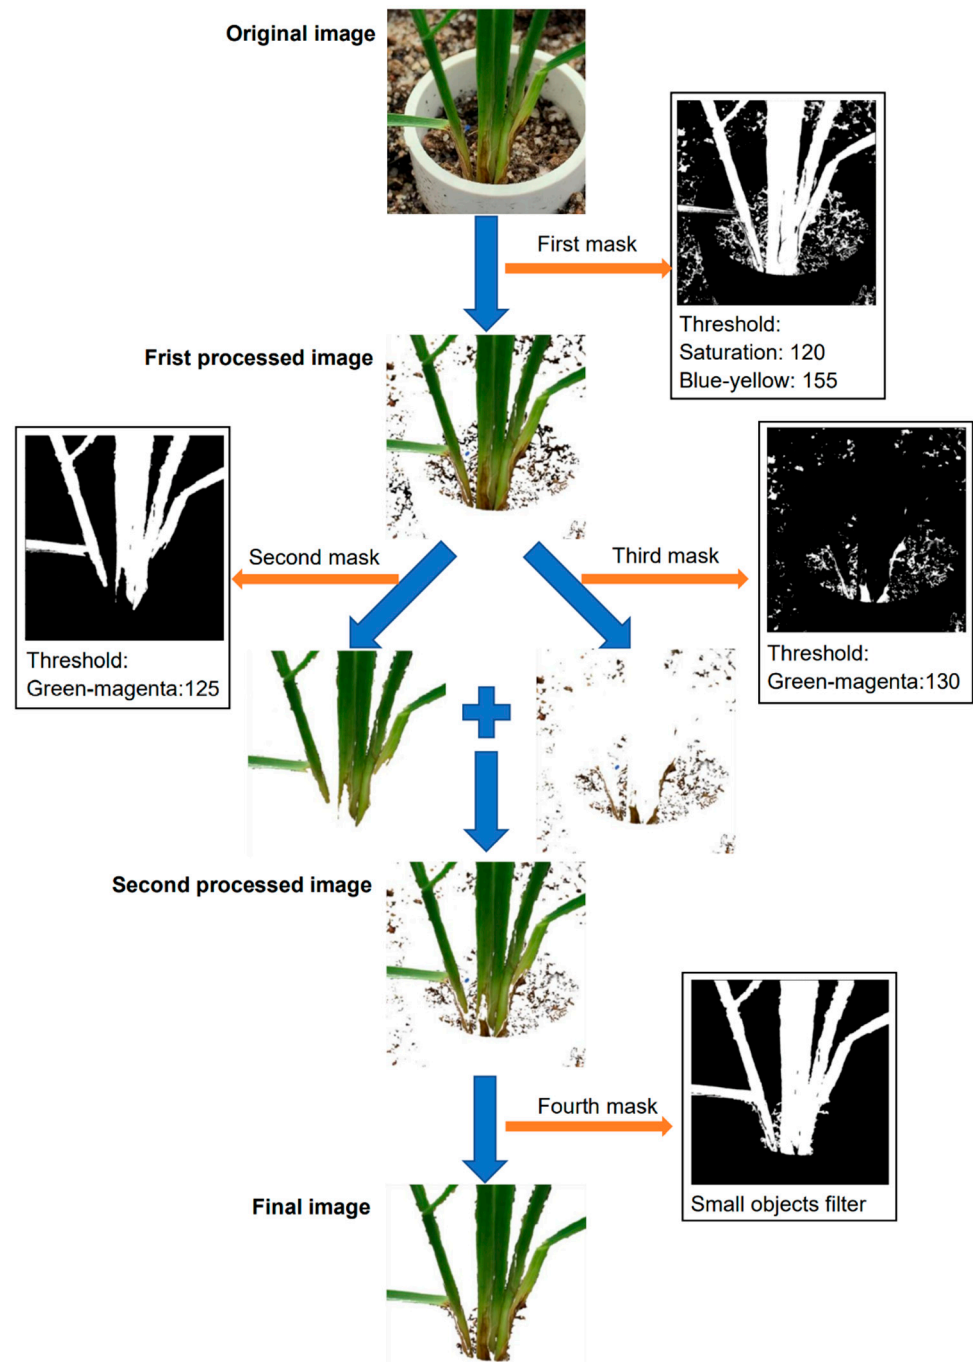 Original image
First mask
Threshold:
Saturation: 120
Blue-yellow: 155
Frist processed image
Second mask
Third mask
Threshold:
Green-magenta:125
Threshold:
Green-magenta:130
Second processed image
Fourth mask
Small objects filter
Final image